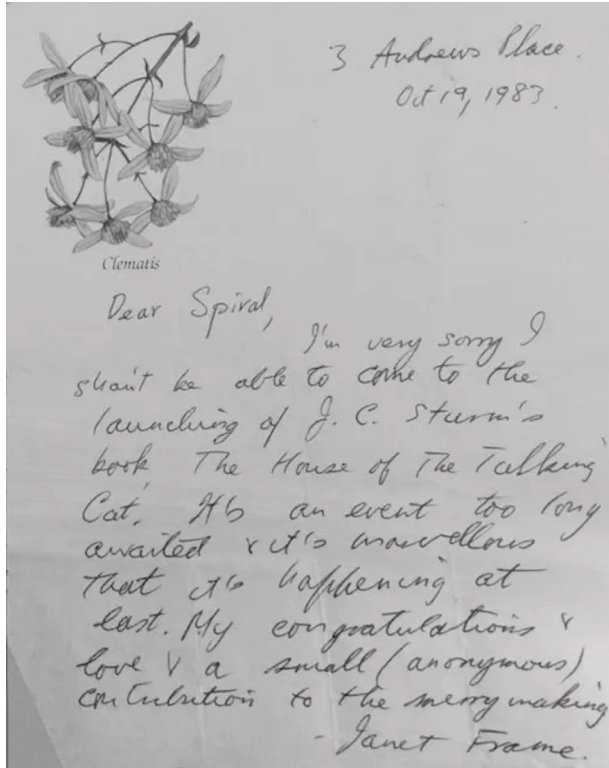 3 Andrews Place.
Oct 19, 1983.
Clematis
Dear Spiral,
I'm very sorry I
shan't be able to come to the
launching of J. C. Sturm's
book, The House of The Talking
Cat. It's an event too long
awaited & it's marvellous
that it's happening at
last. My congratulations &
love & a small (anonymous)
contribution to the merrymaking
- Janet Frame.